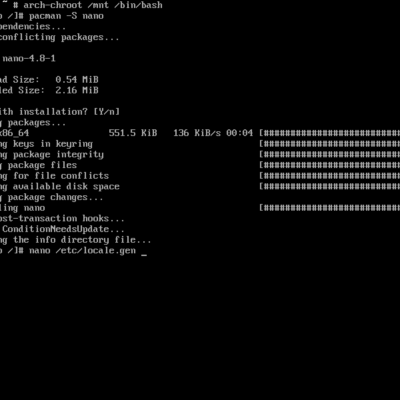 ~ # arch-chroot /mnt /bin/bash
/]# pacman -S nano
pendencies...
conflicting packages...
nano-4.8-1
ad Size: 0.54 MiB
led Size: 2.16 MiB
ith installation? [Y/n]
g packages...
x86_64 551.5 KiB 136 KiB/s 00:04 [############################
ng keys in keyring [############################
ng package integrity [############################
ng package files [############################
ng for file conflicts [############################
ng available disk space [############################
g package changes...
ling nano [############################
ost-transaction hooks...
ConditionNeedsUpdate...
ng the info directory file...
o /]# nano /etc/locale.gen _